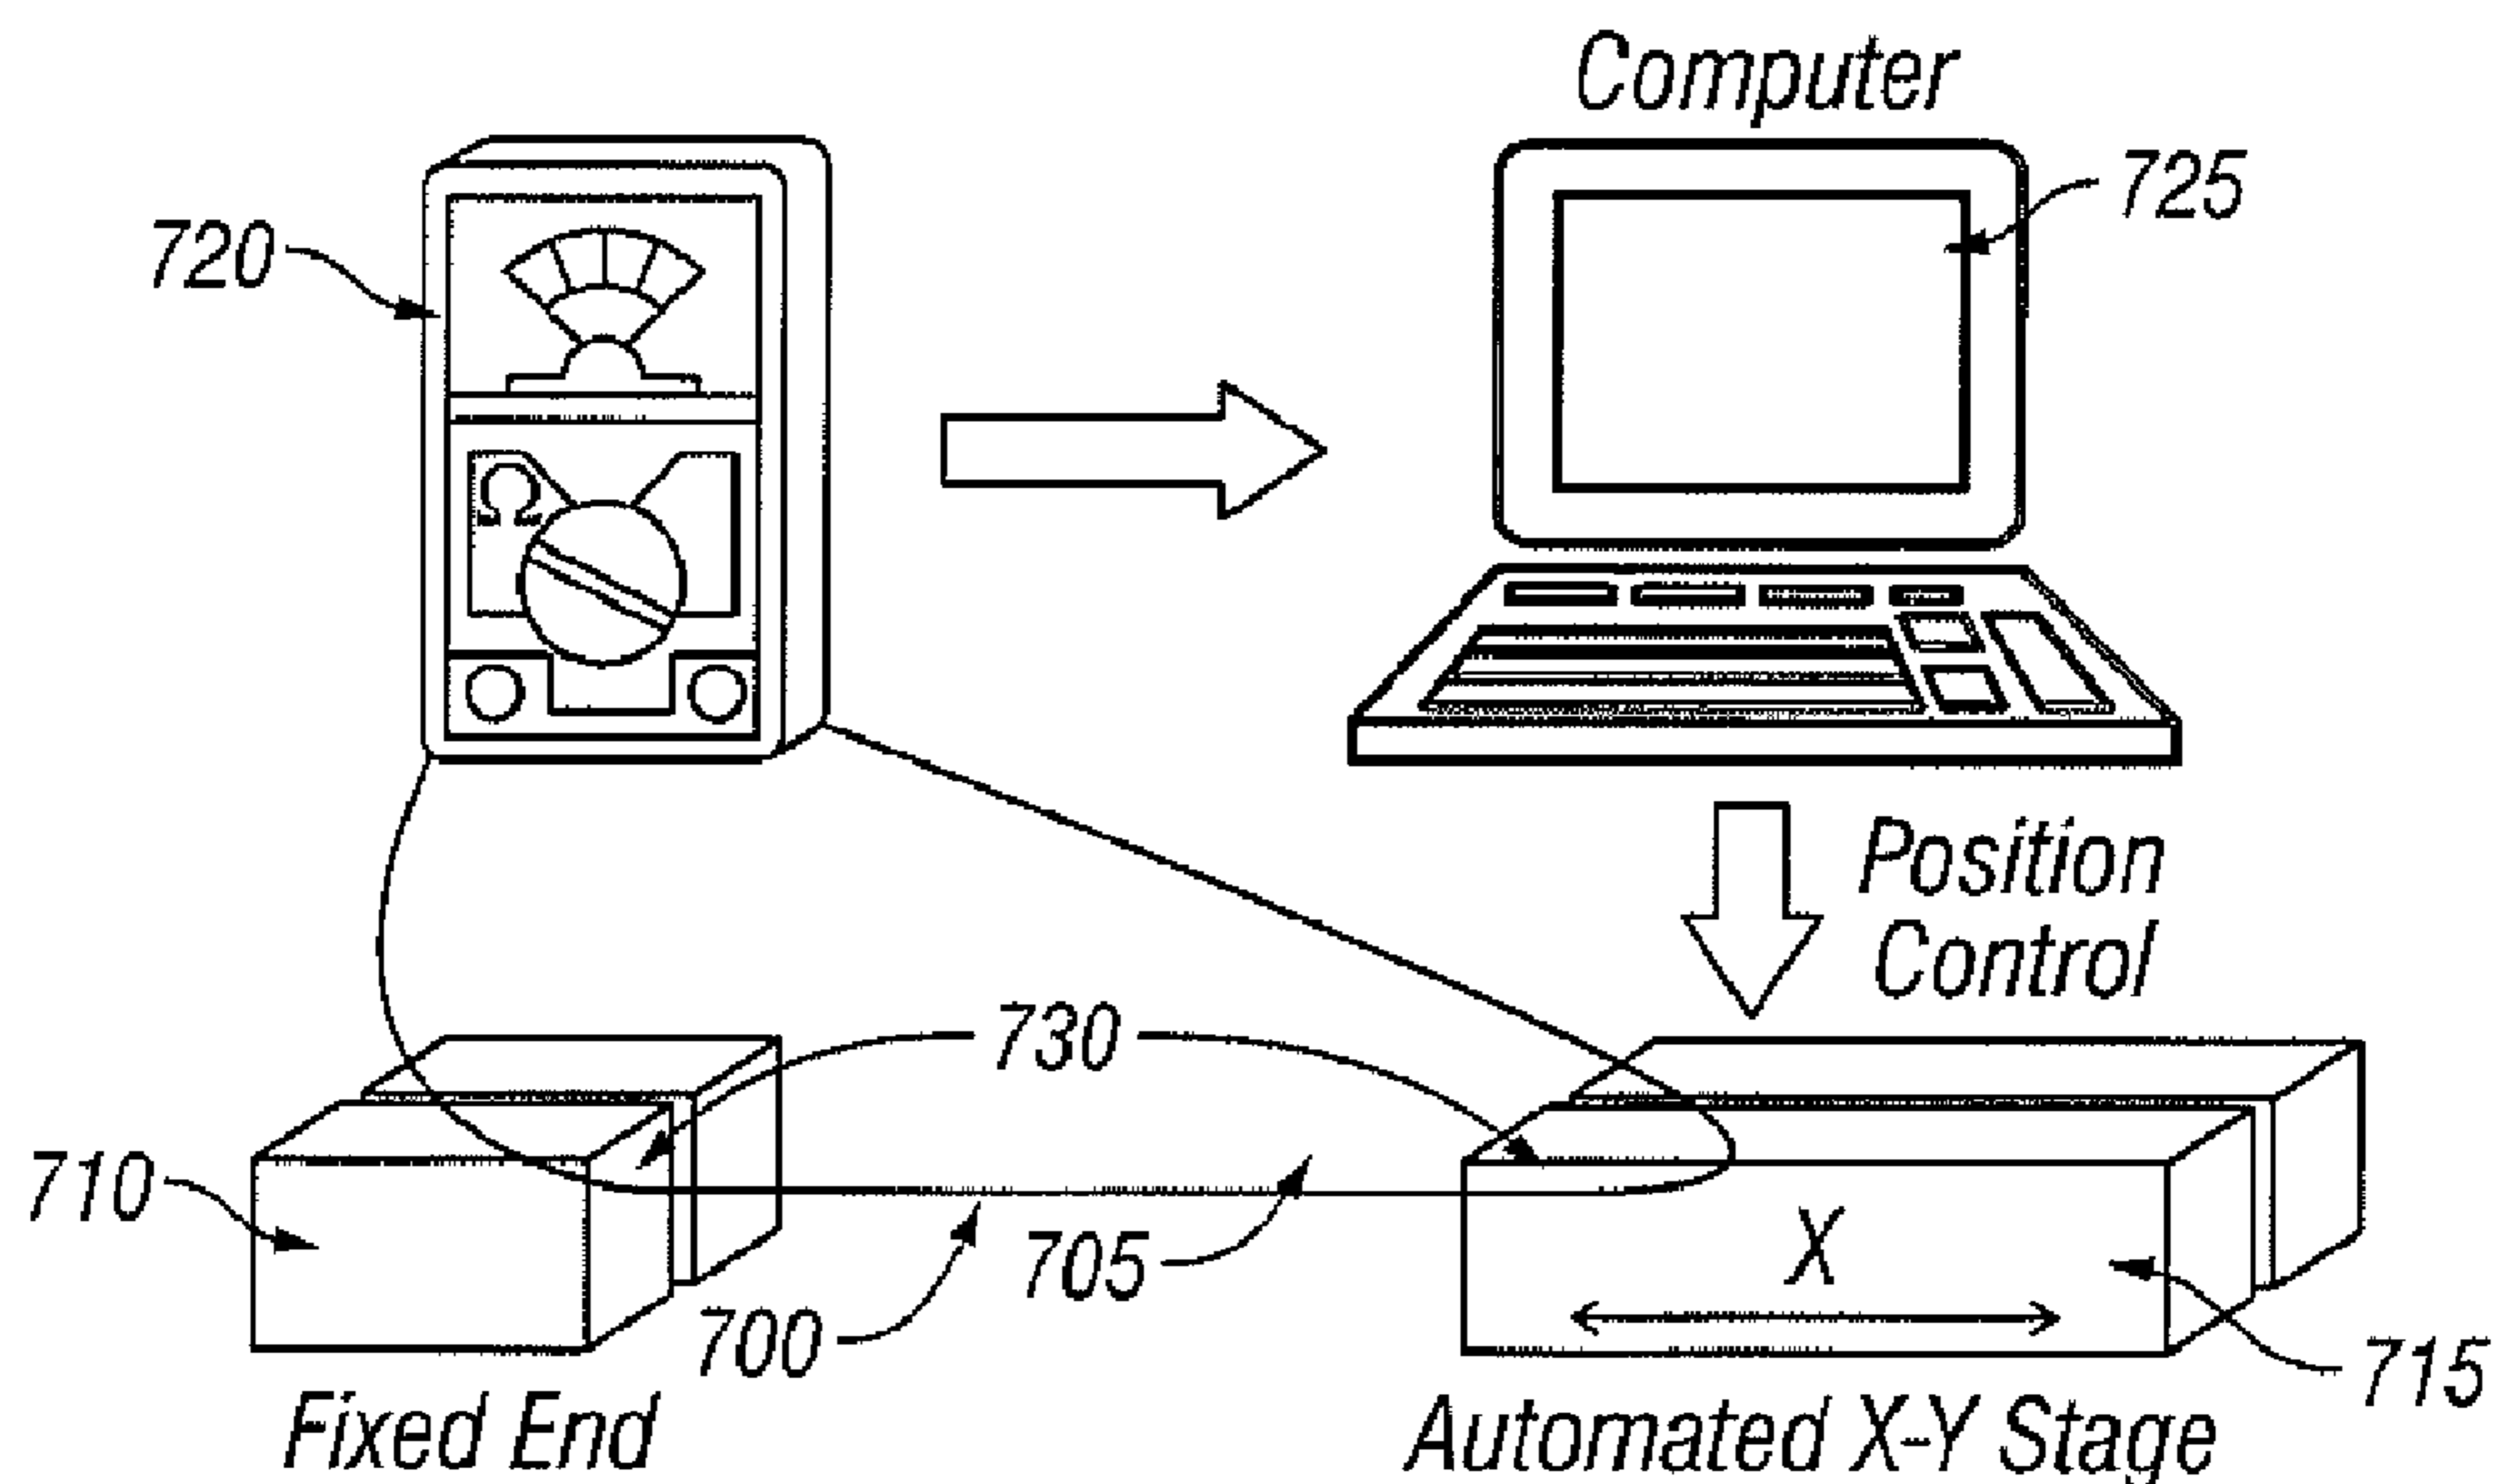 Computer
725
720
Ω
Position
Control
730
710
705
X
700
715
Fixed End
Automated X-Y Stage